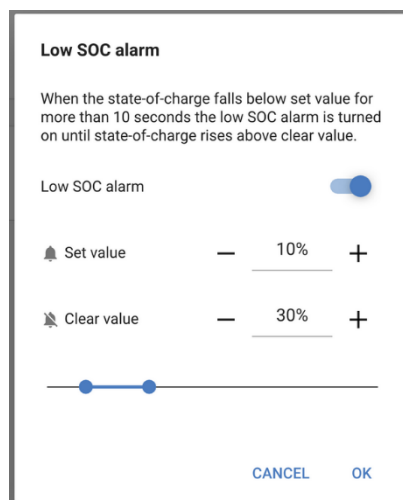 Low SOC alarm
When the state-of-charge falls below set value for
more than 10 seconds the low SOC alarm is turned
on until state-of-charge rises above clear value.
Low SOC alarm
Set value − 10% +
Clear value − 30% +
CANCEL OK